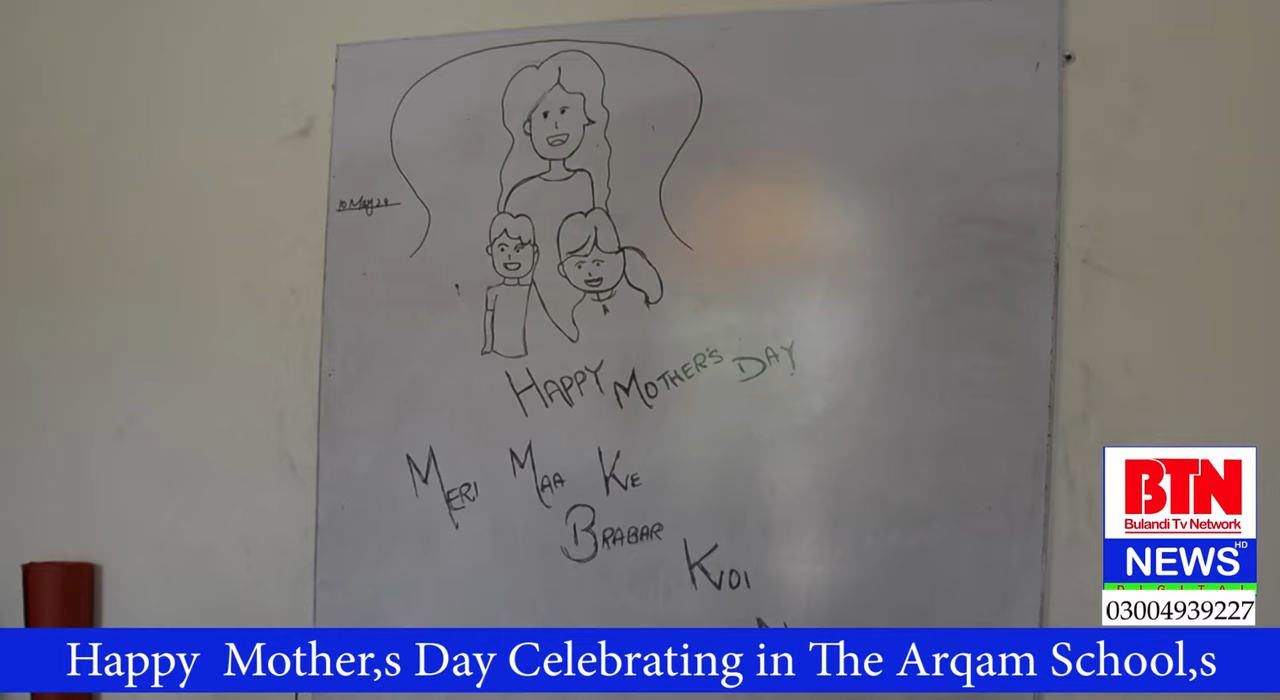 10 May 24
HAPPY MOTHER'S DAY
MERI MAA KE
BRABAR
KOI
BTN
Bulandi Tv Network
NEWS HD
DIGITAL
03004939227
Happy Mother,s Day Celebrating in The Arqam School,s